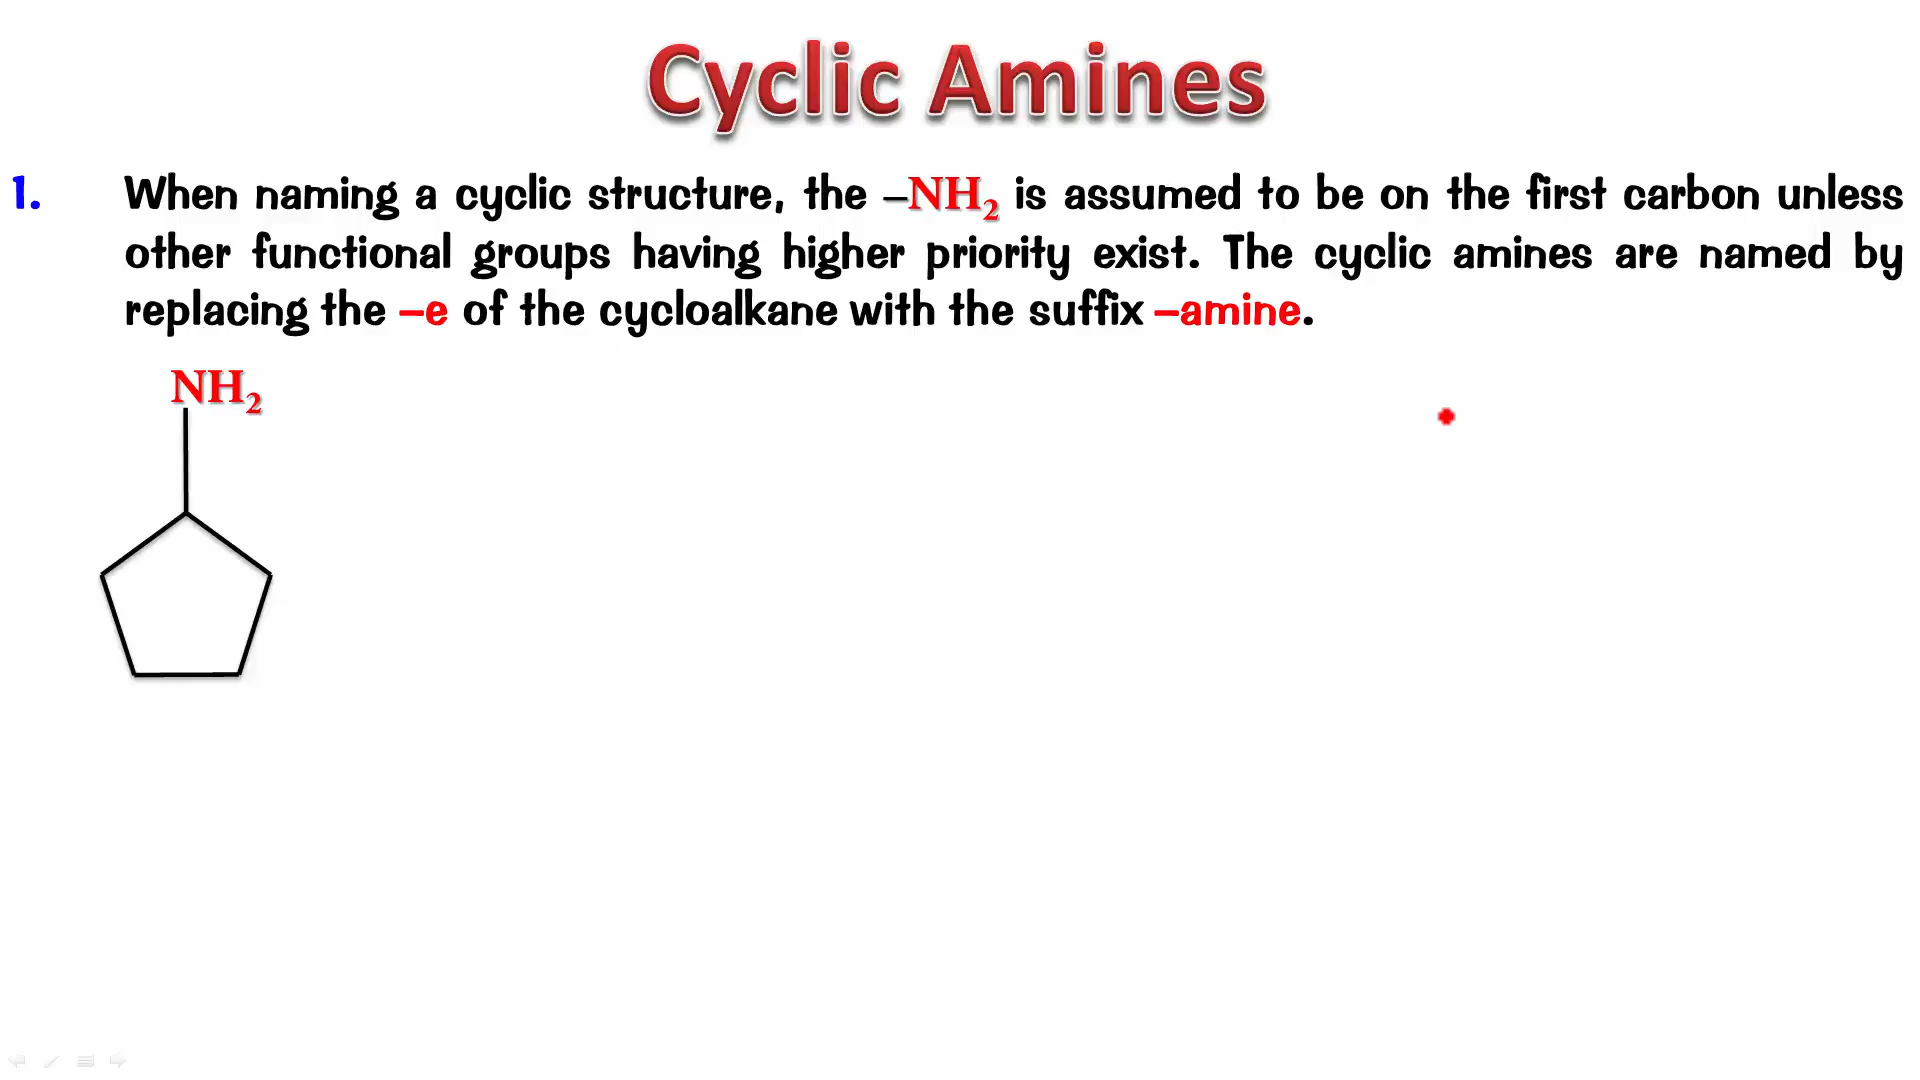 Cyclic Amines
1. When naming a cyclic structure, the –NH₂ is assumed to be on the first carbon unless
other functional groups having higher priority exist. The cyclic amines are named by
replacing the –e of the cycloalkane with the suffix –amine.
NH₂